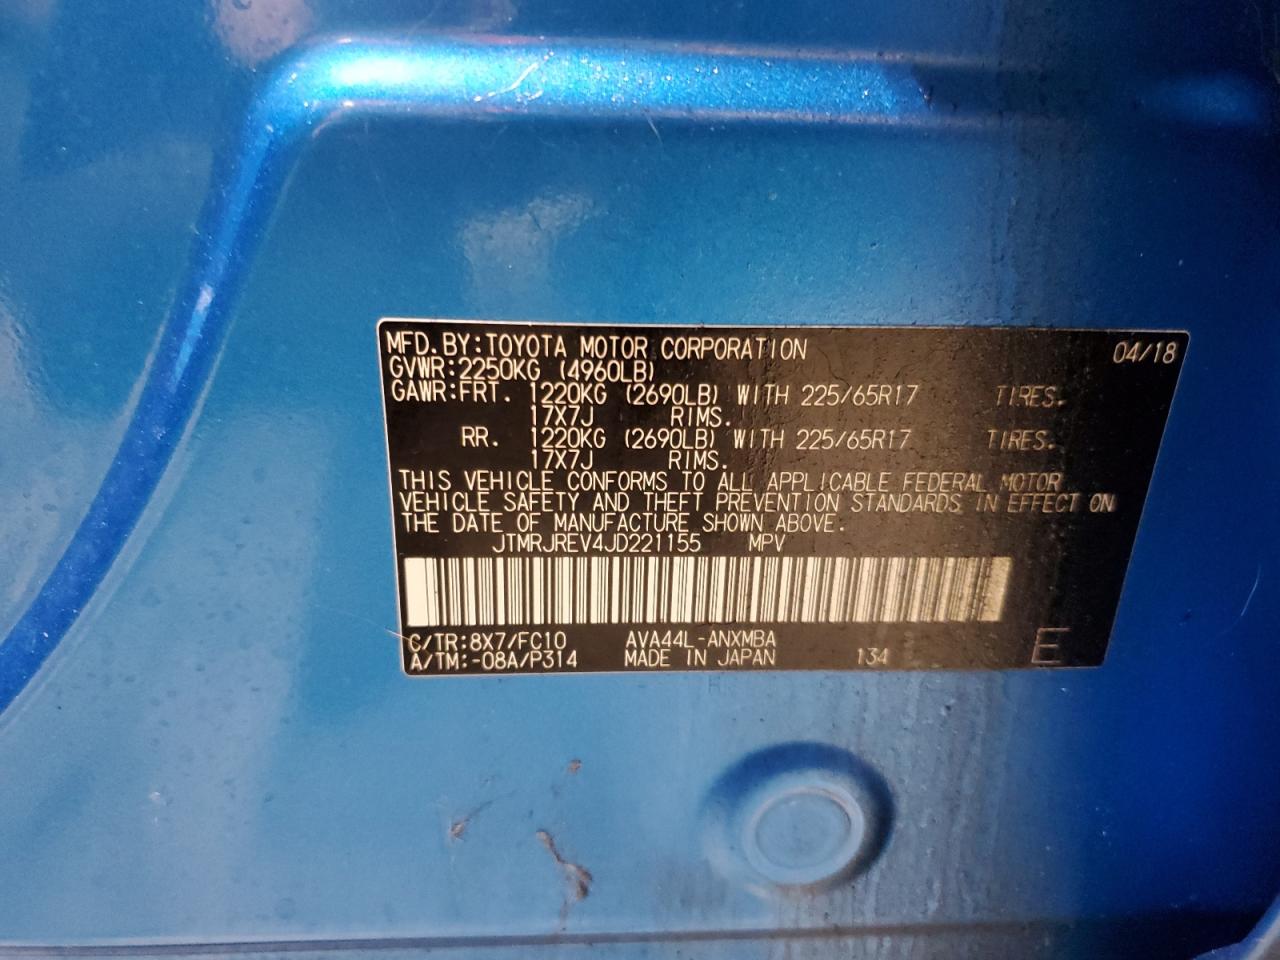 MFD. BY: TOYOTA MOTOR CORPORATION 04/18
GVWR: 2250KG (4960LB)
GAWR: FRT. 1220KG (2690LB) WITH 225/65R17 TIRES.
17X7J RIMS.
RR. 1220KG (2690LB) WITH 225/65R17 TIRES.
17X7J RIMS.
THIS VEHICLE CONFORMS TO ALL APPLICABLE FEDERAL MOTOR
VEHICLE SAFETY AND THEFT PREVENTION STANDARDS IN EFFECT ON
THE DATE OF MANUFACTURE SHOWN ABOVE.
JTMRJREV4JD221155 MPV
C/TR: 8X7/FC10 AVA44L-ANXMBA
A/TM: -08A/P314 MADE IN JAPAN 134 E